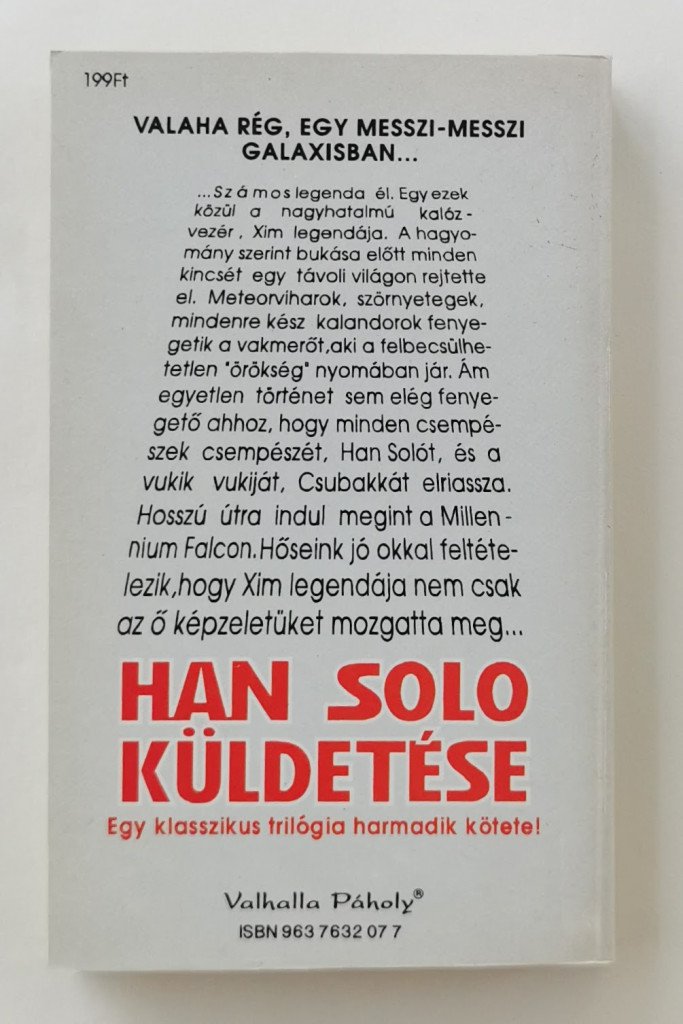 199Ft
VALAHA RÉG, EGY MESSZI-MESSZI
GALAXISBAN...
...Számos legenda él. Egy ezek
közül a nagyhatalmú kalóz-
vezér, Xim legendája. A hagyo-
mány szerint bukása előtt minden
kincsét egy távoli világon rejtette
el. Meteorviharok, szörnyetegek,
mindenre kész kalandorok fenye-
getik a vakmerőt,aki a felbecsülhe-
tetlen "örökség" nyomában jár. Ám
egyetlen történet sem elég fenye-
gető ahhoz, hogy minden csempé-
szek csempészét, Han Solót, és a
vukik vukiját, Csubakkát elriassza.
Hosszú útra indul megint a Millen-
nium Falcon.Hőseink jó okkal feltéte-
lezik,hogy Xim legendája nem csak
az ő képzeletüket mozgatta meg...
HAN SOLO
KÜLDETÉSE
Egy klasszikus trilógia harmadik kötete!
Valhalla Páholy®
ISBN 963 7632 07 7